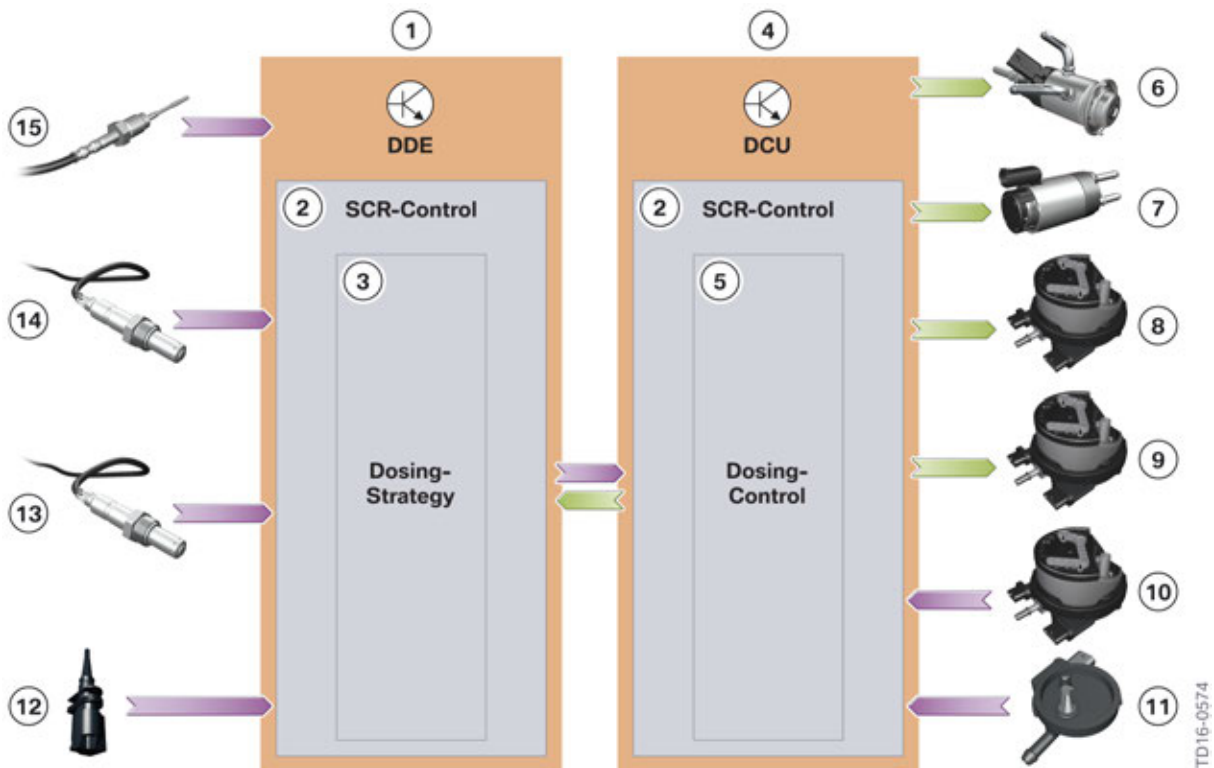 1
4
DDE
DCU
6
15
2
SCR-Control
2
SCR-Control
7
3
5
14
8
Dosing-
Strategy
Dosing-
Control
9
13
10
12
11
TD16-0574